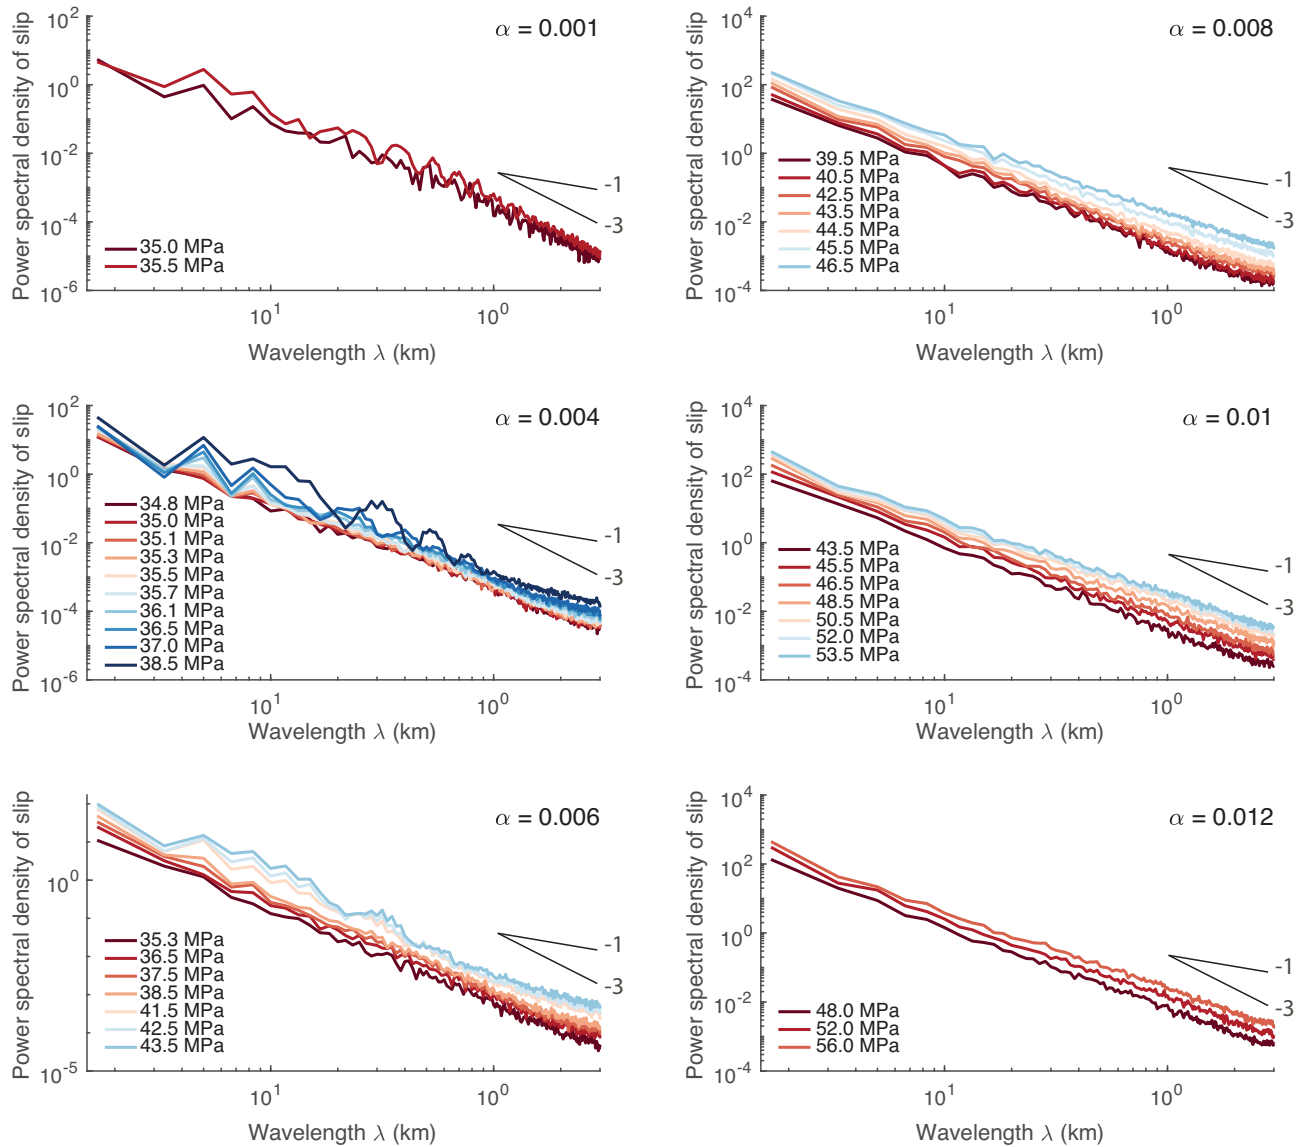 α = 0.001
Power spectral density of slip
10^2
10^0
10^-2
10^-4
10^-6
35.0 MPa
35.5 MPa
-1
-3
10^1
10^0
Wavelength λ (km)
α = 0.008
Power spectral density of slip
10^4
10^2
10^0
10^-2
10^-4
39.5 MPa
40.5 MPa
42.5 MPa
43.5 MPa
44.5 MPa
45.5 MPa
46.5 MPa
-1
-3
10^1
10^0
Wavelength λ (km)
α = 0.004
Power spectral density of slip
10^2
10^0
10^-2
10^-4
10^-6
34.8 MPa
35.0 MPa
35.1 MPa
35.3 MPa
35.5 MPa
35.7 MPa
36.1 MPa
36.5 MPa
37.0 MPa
38.5 MPa
-1
-3
10^1
10^0
Wavelength λ (km)
α = 0.01
Power spectral density of slip
10^4
10^2
10^0
10^-2
10^-4
43.5 MPa
45.5 MPa
46.5 MPa
48.5 MPa
50.5 MPa
52.0 MPa
53.5 MPa
-1
-3
10^1
10^0
Wavelength λ (km)
α = 0.006
Power spectral density of slip
10^0
10^-5
35.3 MPa
36.5 MPa
37.5 MPa
38.5 MPa
41.5 MPa
42.5 MPa
43.5 MPa
-1
-3
10^1
10^0
Wavelength λ (km)
α = 0.012
Power spectral density of slip
10^4
10^2
10^0
10^-2
10^-4
48.0 MPa
52.0 MPa
56.0 MPa
-1
-3
10^1
10^0
Wavelength λ (km)